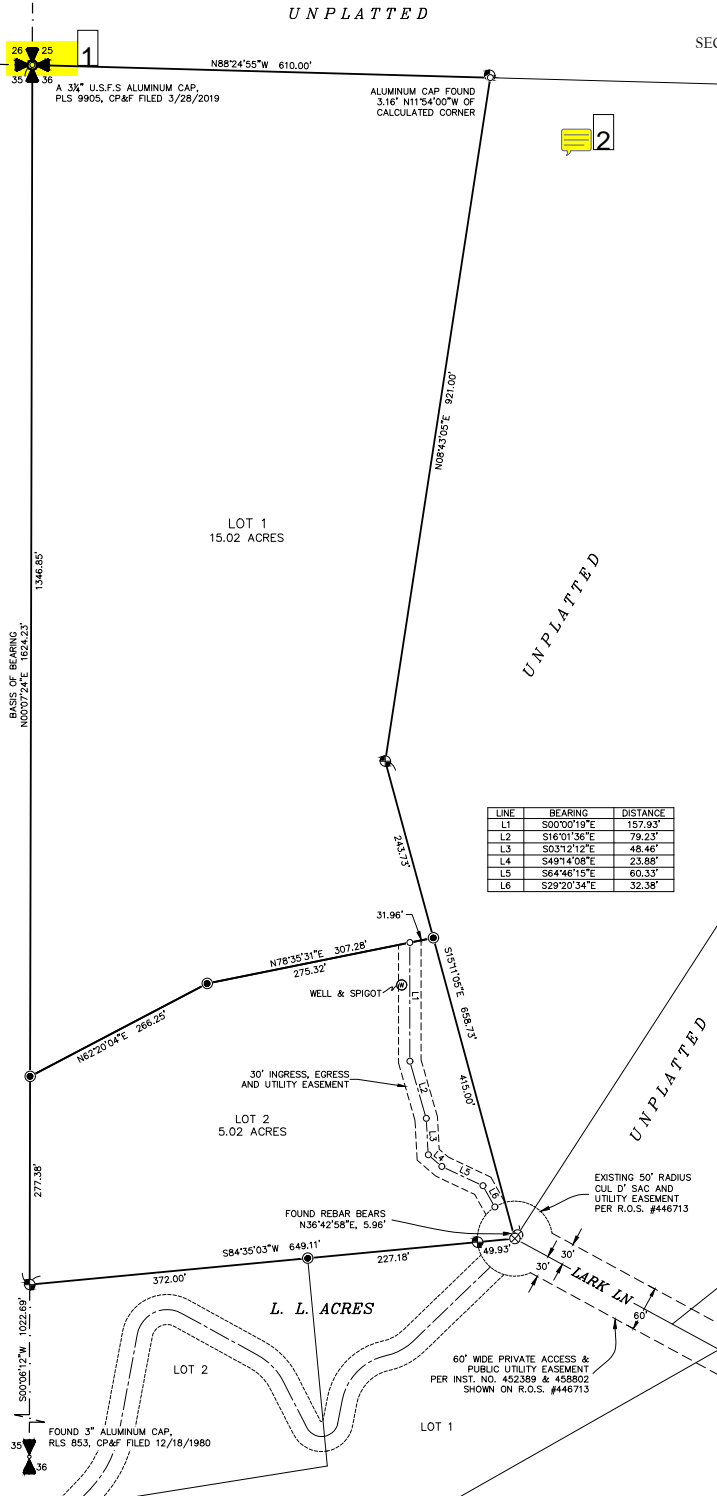 UNPLATTED
SEC
26 25
35 36
1
N88°24'55"W 610.00'
A 3¼" U.S.F.S ALUMINUM CAP,
PLS 9905, CP&F FILED 3/28/2019
ALUMINUM CAP FOUND
3.16' N11°54'00"W OF
CALCULATED CORNER
2
N08°43'05"E 921.00'
LOT 1
15.02 ACRES
1346.85'
BASIS OF BEARING
N00°07'24"E 1624.23'
UNPLATTED
LINE BEARING DISTANCE
L1 S00°00'19"E 157.93'
L2 S16°01'36"E 79.23'
L3 S03°12'12"E 48.46'
L4 S49°14'08"E 23.88'
L5 S64°46'15"E 60.33'
L6 S29°20'34"E 32.38'
243.73'
31.96'
N78°35'31"E 307.28'
275.32'
S15°11'05"E 658.73'
WELL & SPIGOT
W
L1
N62°20'04"E 266.25'
30' INGRESS, EGRESS
AND UTILITY EASEMENT
L2
415.00'
UNPLATTED
LOT 2
5.02 ACRES
L3
L4
L5
L6
277.38'
EXISTING 50' RADIUS
CUL D' SAC AND
UTILITY EASEMENT
PER R.O.S. #446713
FOUND REBAR BEARS
N36°42'58"E, 5.96'
S84°35'03"W 649.11'
372.00'
227.18'
49.93'
30'
30'
LARK LN
60'
L. L. ACRES
S00°06'12"W 1022.69'
LOT 2
60' WIDE PRIVATE ACCESS &
PUBLIC UTILITY EASEMENT
PER INST. NO. 452389 & 458802
SHOWN ON R.O.S. #446713
LOT 1
FOUND 3" ALUMINUM CAP,
RLS 853, CP&F FILED 12/18/1980
35
36